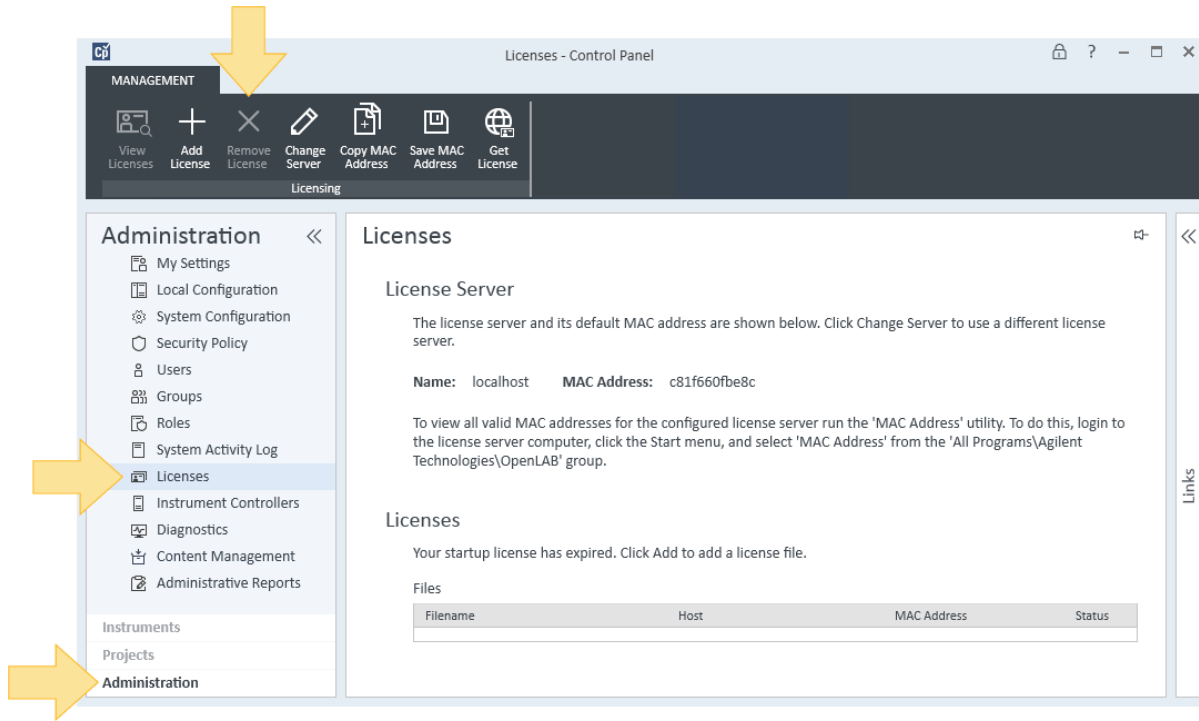 Cp
Licenses - Control Panel
?
MANAGEMENT
View Licenses
Add License
Remove License
Change Server
Copy MAC Address
Save MAC Address
Get License
Licensing
Administration
My Settings
Local Configuration
System Configuration
Security Policy
Users
Groups
Roles
System Activity Log
Licenses
Instrument Controllers
Diagnostics
Content Management
Administrative Reports
Instruments
Projects
Administration
Licenses
License Server
The license server and its default MAC address are shown below. Click Change Server to use a different license
server.
Name: localhost MAC Address: c81f660fbe8c
To view all valid MAC addresses for the configured license server run the 'MAC Address' utility. To do this, login to
the license server computer, click the Start menu, and select 'MAC Address' from the 'All Programs\Agilent
Technologies\OpenLAB' group.
Licenses
Your startup license has expired. Click Add to add a license file.
Files
Filename Host MAC Address Status
Links